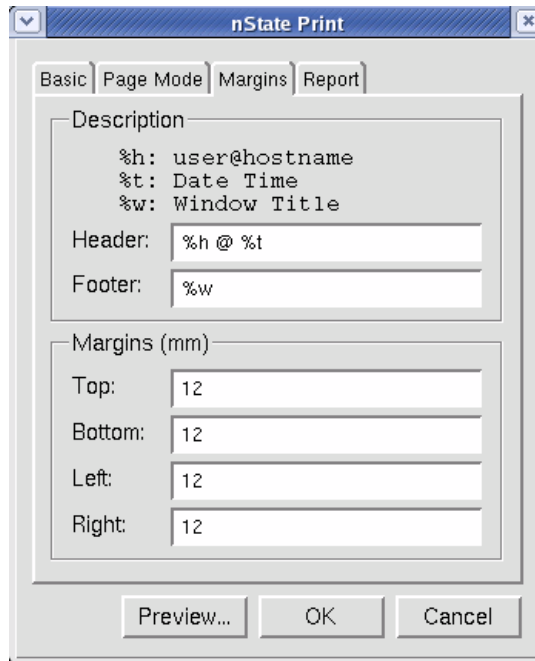 nState Print
Basic Page Mode Margins Report
Description
%h: user@hostname
%t: Date Time
%w: Window Title
Header: %h @ %t
Footer: %w
Margins (mm)
Top: 12
Bottom: 12
Left: 12
Right: 12
Preview... OK Cancel